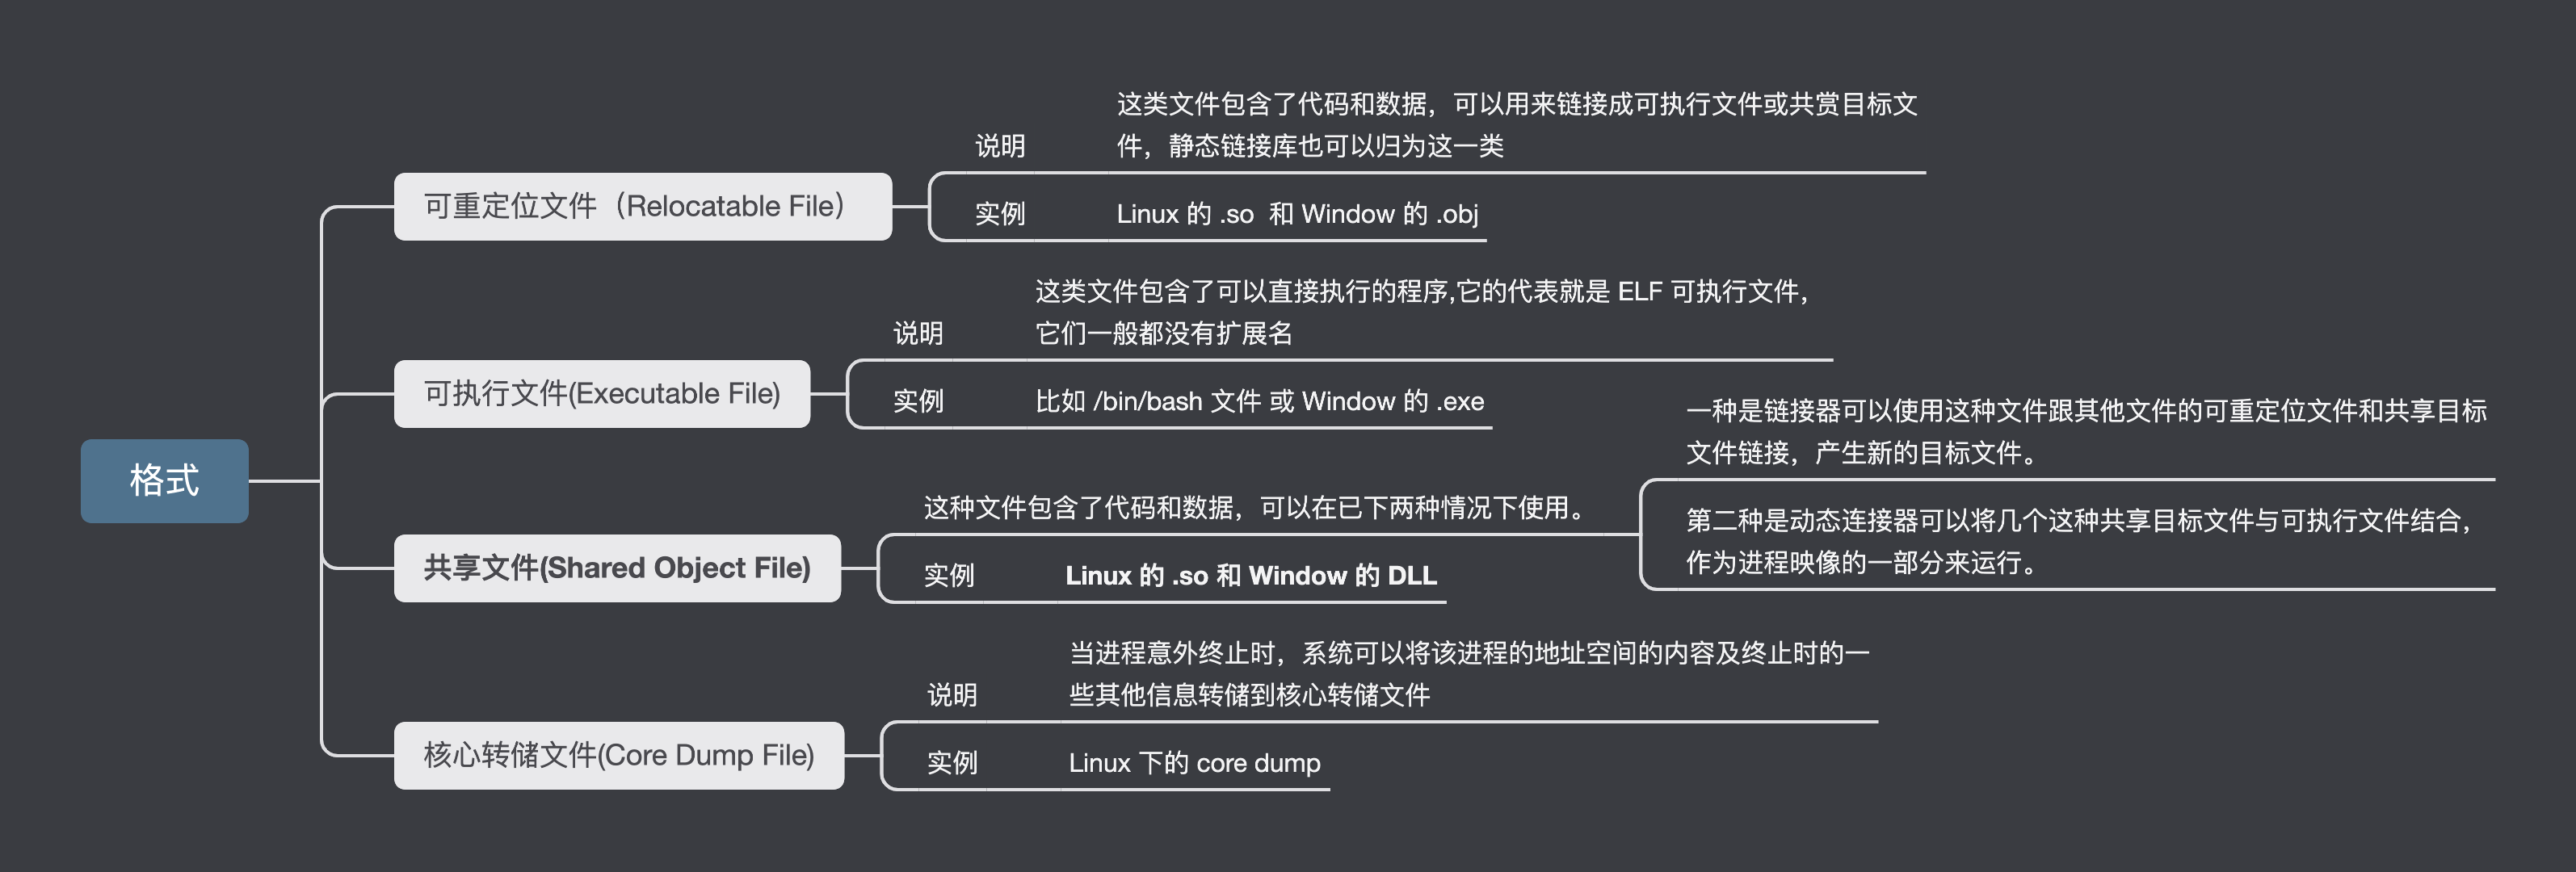 格式
可重定位文件（Relocatable File）
说明
这类文件包含了代码和数据，可以用来链接成可执行文件或共赏目标文
件，静态链接库也可以归为这一类
实例
Linux 的 .so 和 Window 的 .obj
可执行文件(Executable File)
说明
这类文件包含了可以直接执行的程序,它的代表就是 ELF 可执行文件，
它们一般都没有扩展名
实例
比如 /bin/bash 文件 或 Window 的 .exe
共享文件(Shared Object File)
这种文件包含了代码和数据，可以在已下两种情况下使用。
一种是链接器可以使用这种文件跟其他文件的可重定位文件和共享目标
文件链接，产生新的目标文件。
第二种是动态连接器可以将几个这种共享目标文件与可执行文件结合，
作为进程映像的一部分来运行。
实例
Linux 的 .so 和 Window 的 DLL
核心转储文件(Core Dump File)
说明
当进程意外终止时，系统可以将该进程的地址空间的内容及终止时的一
些其他信息转储到核心转储文件
实例
Linux 下的 core dump